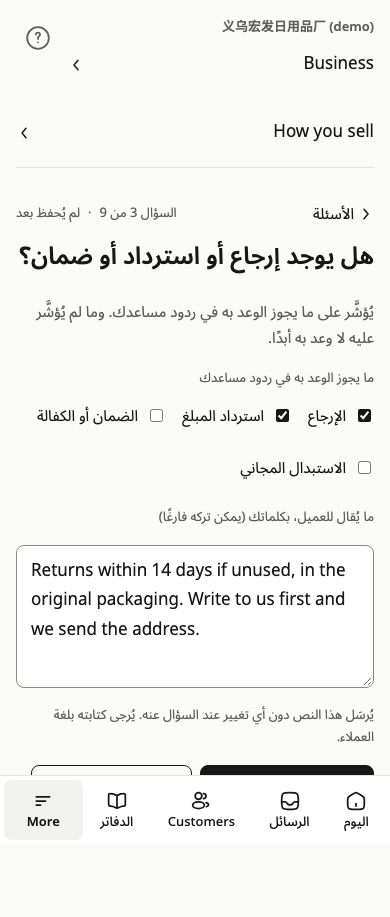 义乌宏发日用品厂 (demo)
Business
How you sell
الأسئلة
السؤال 3 من 9 · لم يُحفظ بعد
هل يوجد إرجاع أو استرداد أو ضمان؟
يُؤشَّر على ما يجوز الوعد به في ردود مساعدك. وما لم يُؤشَّر
عليه لا وعد به أبدًا.
ما يجوز الوعد به في ردود مساعدك
الإرجاع استرداد المبلغ الضمان أو الكفالة
الاستبدال المجاني
ما يُقال للعميل، بكلماتك (يمكن تركه فارغًا)
Returns within 14 days if unused, in the
original packaging. Write to us first and
we send the address.
يُرسَل هذا النص دون أي تغيير عند السؤال عنه. يُرجى كتابته بلغة
العملاء.
اليوم الرسائل Customers الدفاتر More